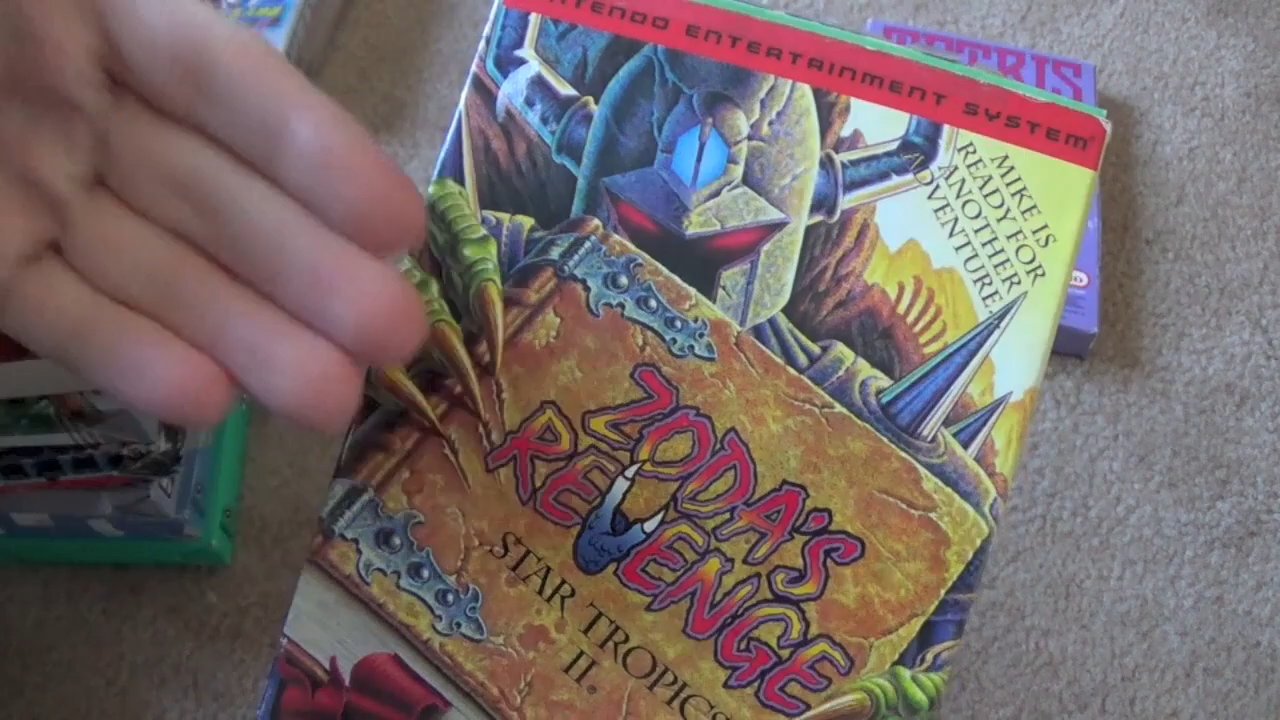 NTENDO ENTERTAINMENT SYSTEM®
TETRIS
MIKE IS
READY FOR
ANOTHER
ADVENTURE
ZODA'S
REVENGE
STAR TROPICS
II®